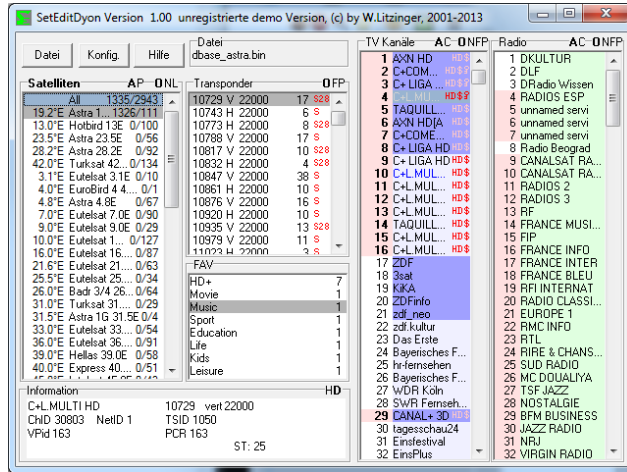 SetEditDyon Version 1.00 unregistrierte demo Version, (c) by W.Litzinger, 2001-2013
Datei Konfig. Hilfe
Datei
dbase_astra.bin
Satelliten AP ONL
All 1335/2943
19.2°E Astra 1... 1326/111
13.0°E Hotbird 13E 0/100
23.5°E Astra 23.5E 0/56
28.2°E Astra 28.2E 0/92
42.0°E Turksat 42... 0/134
3.1°E Eutelsat 3.1E 0/10
4.0°E EuroBird 4 4... 0/1
4.8°E Astra 4.8E 0/67
7.0°E Eutelsat 7.0E 0/90
9.0°E Eutelsat 9.0E 0/29
10.0°E Eutelsat 1... 0/127
16.0°E Eutelsat 16.... 0/87
21.6°E Eutelsat 21.... 0/63
25.5°E Eutelsat 25.... 0/34
26.0°E Badr 3/4 26... 0/64
31.0°E Turksat 31.... 0/29
31.5°E Astra 1G 31.5E 0/4
33.0°E Eutelsat 33.... 0/54
36.0°E Eutelsat 36.... 0/91
39.0°E Hellas 39.0E 0/58
40.0°E Express 40.... 0/51
Transponder OFP
10729 V 22000 17 S28
10743 H 22000 6 S
10773 H 22000 8 S28
10788 V 22000 17 S
10817 V 22000 10 S28
10832 H 22000 4 S28
10847 V 22000 38 S
10861 H 22000 10 S
10876 V 22000 16 S
10920 H 22000 10 S
10935 V 22000 13 S28
10979 V 22000 11 S
11023 H 22000 3 S
FAV
HD+ 7
Movie 1
Music 1
Sport 1
Education 1
Life 1
Kids 1
Leisure 1
TV Kanäle AC ONFP
1 AXN HD HD$
2 C+COM... HD$?
3 C+ LIGA ... HD$?
4 C+L.MUL... HD$?
5 TAQUILL... HD$
6 AXN HD[A HD$
7 C+COME... HD$
8 C+ LIGA HD HD$
9 C+ LIGA HD HD$
10 C+L.MUL... HD$
11 C+L.MUL... HD$
12 C+L.MUL... HD$
13 C+L.MUL... HD$
14 TAQUILL... HD$
15 C+L.MUL... HD$
16 C+L.MUL... HD$
17 ZDF
18 3sat
19 KiKA
20 ZDFinfo
21 zdf_neo
22 zdf.kultur
23 Das Erste
24 Bayerisches F...
25 hr-fernsehen
26 Bayerisches F...
27 WDR Köln
28 SWR Fernseh...
29 CANAL+ 3D HD$
30 tagesschau24
31 Einsfestival
32 EinsPlus
Radio AC ONFP
1 DKULTUR
2 DLF
3 DRadio Wissen
4 RADIOS ESP
5 unnamed servi
6 unnamed servi
7 unnamed servi
8 Radio Beograd
9 CANALSAT RA...
10 CANALSAT RA...
11 RADIOS 2
12 RADIOS 3
13 RF
14 FRANCE MUSI...
15 FIP
16 FRANCE INFO
17 FRANCE INTER
18 FRANCE BLEU
19 RFI INTERNAT
20 RADIO CLASSI...
21 EUROPE 1
22 RMC INFO
23 RTL
24 RIRE & CHANS...
25 SUD RADIO
26 MC DOUALIYA
27 TSF JAZZ
28 NOSTALGIE
29 BFM BUSINESS
30 JAZZ RADIO
31 NRJ
32 VIRGIN RADIO
Information HD
C+L.MULTI HD 10729 vert 22000
ChID 30803 NetID 1 TSID 1050
VPid 163 PCR 163
ST: 25